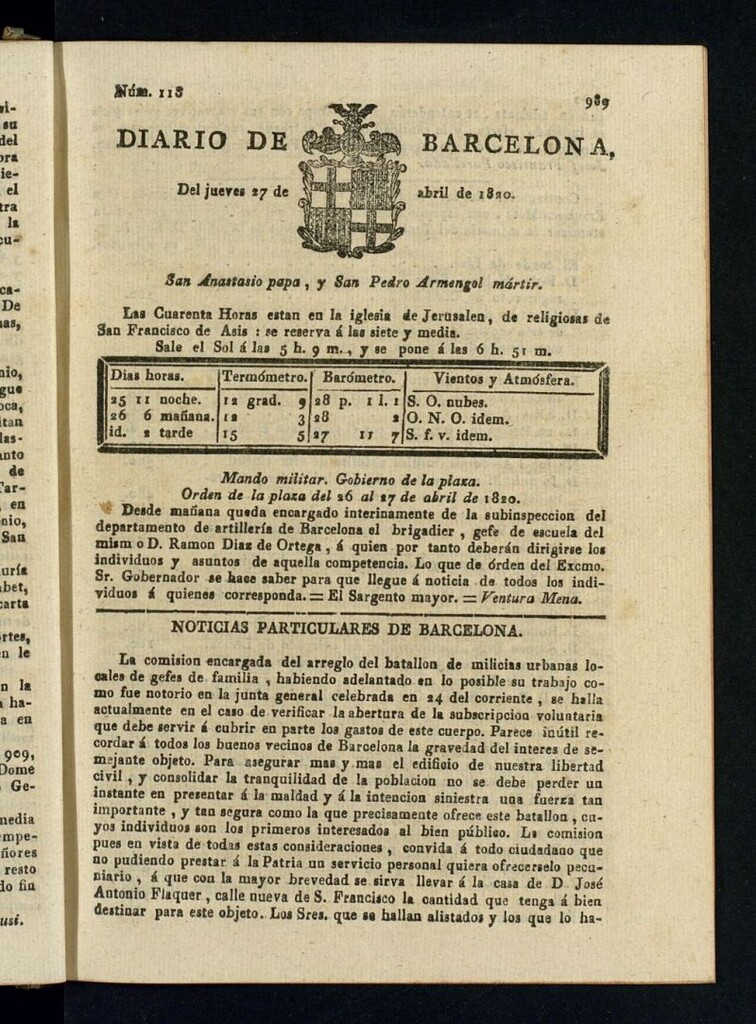 Núm. 118
989
DIARIO DE BARCELONA,
Del jueves 27 de abril de 1820.
San Anastasio papa, y San Pedro Armengol mártir.
Las Cuarenta Horas estan en la iglesia de Jerusalen, de religiosas de
San Francisco de Asis : se reserva á las siete y media.
Sale el Sol á las 5 h. 9 m., y se pone á las 6 h. 51 m.
Dias horas. Termómetro. Barómetro. Vientos y Atmósfera.
25 11 noche. 12 grad. 9 28 p. 1 l. 1 S. O. nubes.
26 6 mañana. 12 3 28 2 O. N. O. idem.
id. 2 tarde 15 5 27 11 7 S. f. v. idem.
Mando militar. Gobierno de la plaza.
Orden de la plaza del 26 al 27 de abril de 1820.
Desde mañana queda encargado interinamente de la subinspeccion del
departamento de artillería de Barcelona el brigadier, gefe de escuela del
mism o D. Ramon Diaz de Ortega, á quien por tanto deberán dirigirse los
individuos y asuntos de aquella competencia. Lo que de órden del Excmo.
Sr. Gobernador se hace saber para que llegue á noticia de todos los indi-
viduos á quienes corresponda. = El Sargento mayor. = Ventura Mena.
NOTICIAS PARTICULARES DE BARCELONA.
La comision encargada del arreglo del batallon de milicias urbanas lo-
cales de gefes de familia, habiendo adelantado en lo posible su trabajo co-
mo fue notorio en la junta general celebrada en 24 del corriente, se halla
actualmente en el caso de verificar la abertura de la subscripcion voluntaria
que debe servir á cubrir en parte los gastos de este cuerpo. Parece inútil re-
cordar á todos los buenos vecinos de Barcelona la gravedad del interes de se-
mejante objeto. Para asegurar mas y mas el edificio de nuestra libertad
civil, y consolidar la tranquilidad de la poblacion no se debe perder un
instante en presentar á la maldad y á la intencion siniestra una fuerza tan
importante, y tan segura como la que precisamente ofrece este batallon, cu-
yos individuos son los primeros interesados al bien público. La comision
pues en vista de todas estas consideraciones, convida á todo ciudadano que
no pudiendo prestar á la Patria un servicio personal quiera ofrecerselo pecu-
niario, á que con la mayor brevedad se sirva llevar á la casa de D José
Antonio Flaquer, calle nueva de S. Francisco la cantidad que tenga á bien
destinar para este objeto. Los Sres. que se hallan alistados y los que lo ha-